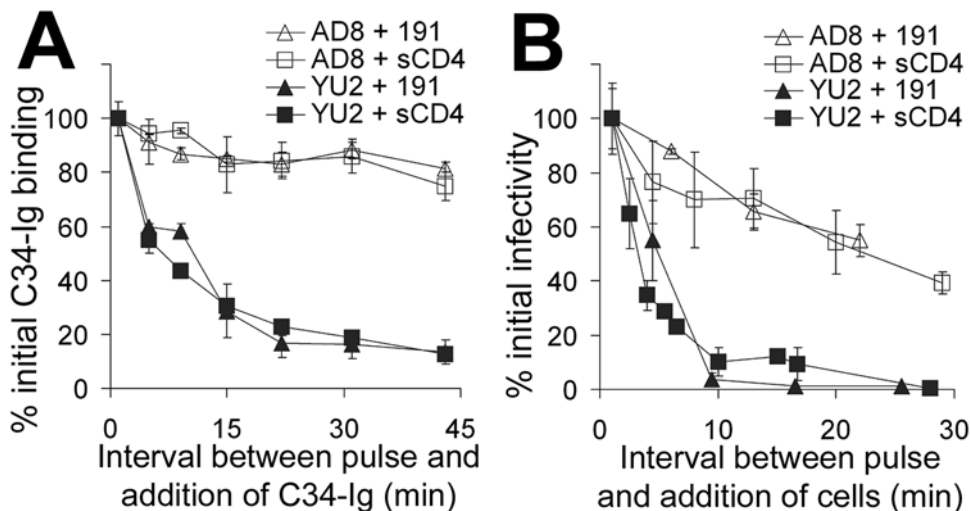 A
AD8 + 191
AD8 + sCD4
YU2 + 191
YU2 + sCD4
% initial C34-Ig binding
100
80
60
40
20
0
0 15 30 45
Interval between pulse and
addition of C34-Ig (min)
B
AD8 + 191
AD8 + sCD4
YU2 + 191
YU2 + sCD4
% initial infectivity
100
80
60
40
20
0
0 10 20 30
Interval between pulse
and addition of cells (min)